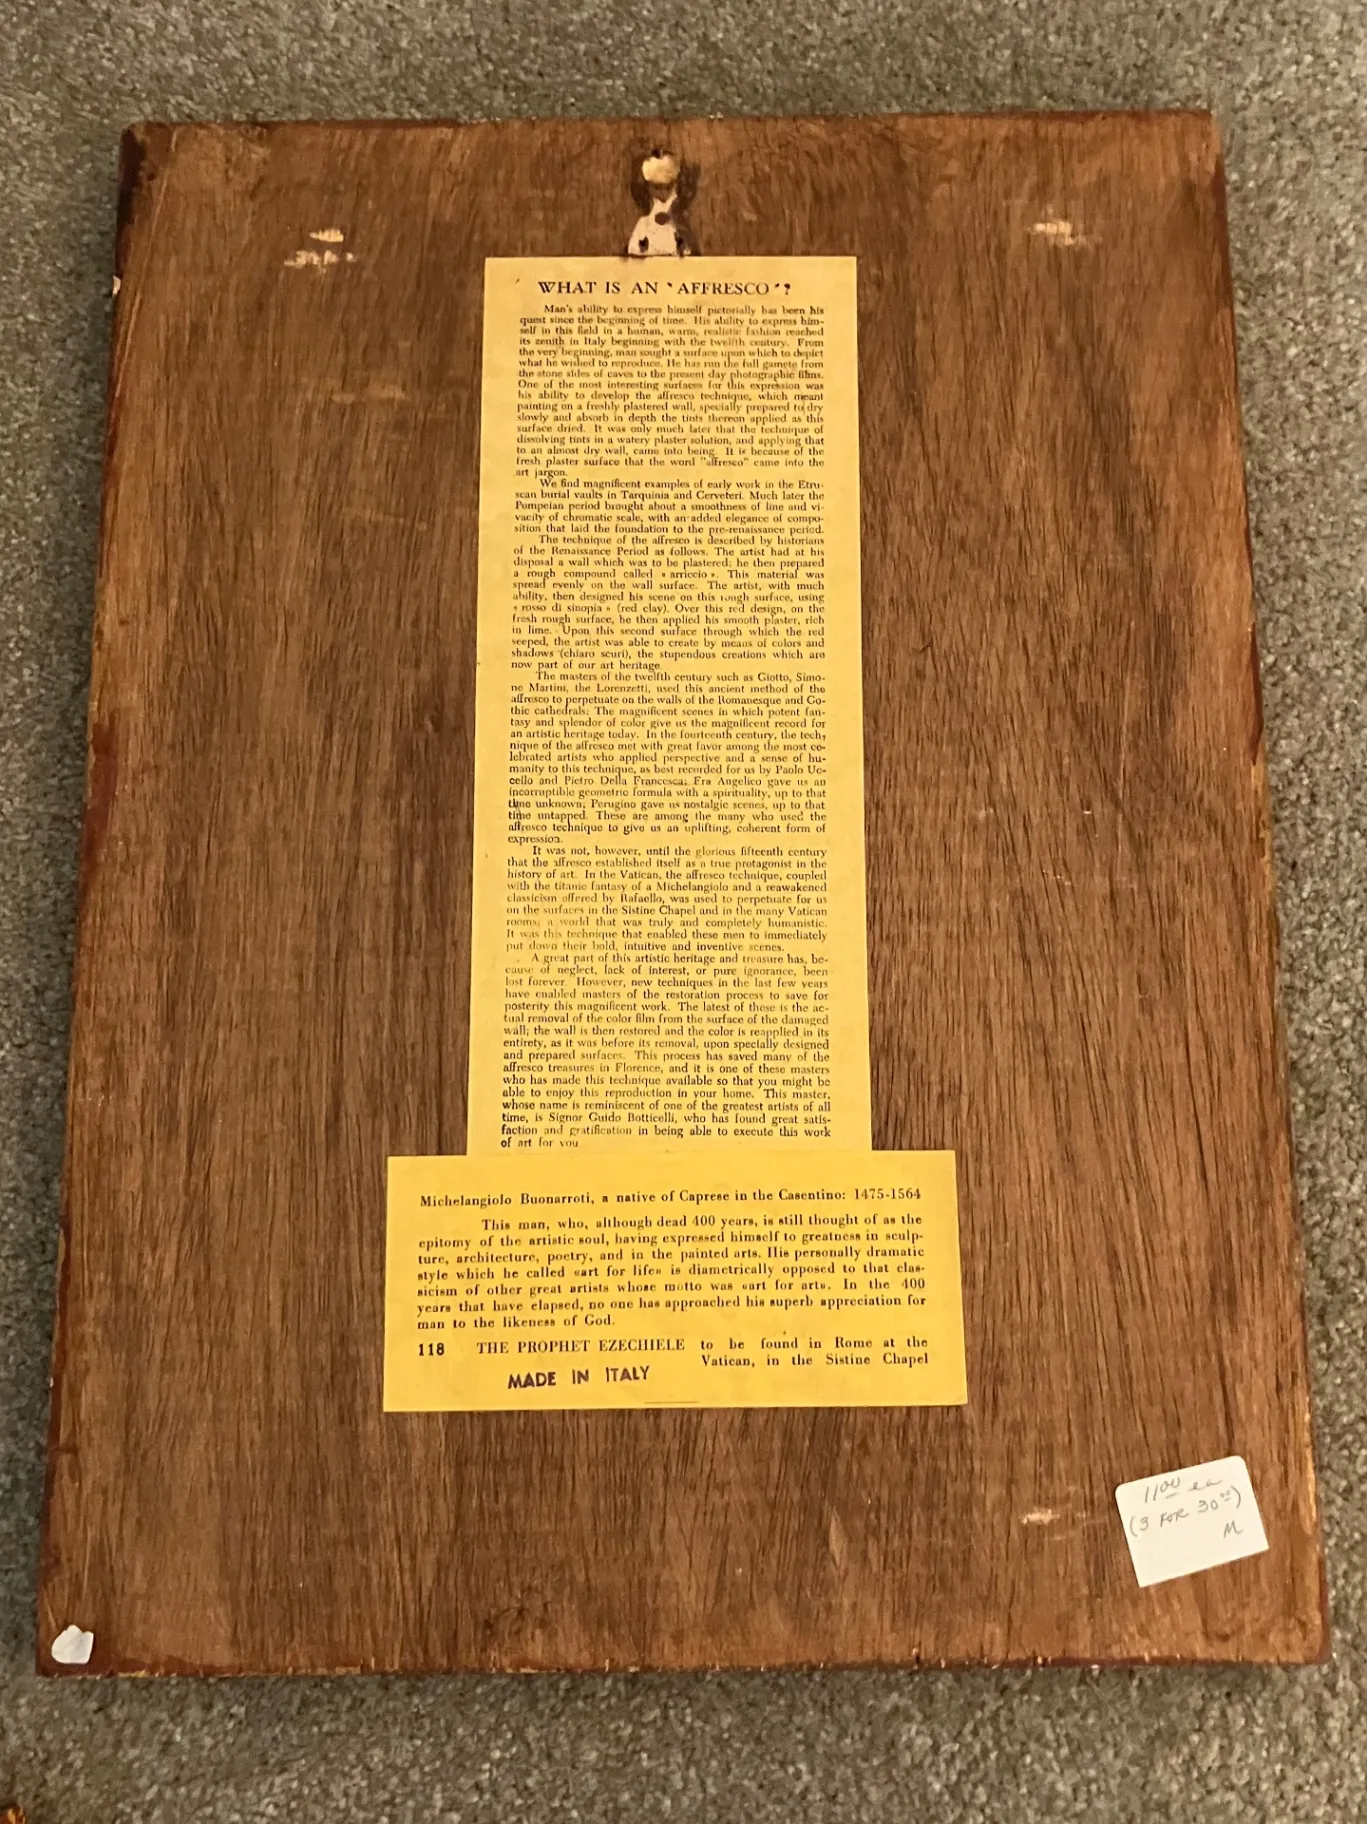 WHAT IS AN ‛AFFRESCO’?
Man's ability to express himself pictorially has been his
quest since the beginning of time. His ability to express him-
self in this field in a human, warm, realistic fashion reached
its zenith in Italy beginning with the twelfth century. From
the very beginning, man sought a surface upon which to depict
what he wished to reproduce. He has run the full gamete from
the stone sides of caves to the present day photographic films.
One of the most interesting surfaces for this expression was
his ability to develop the affresco technique, which meant
painting on a freshly plastered wall, specially prepared to dry
slowly and absorb in depth the tints thereon applied as this
surface dried. It was only much later that the technique of
dissolving tints in a watery plaster solution, and applying that
to an almost dry wall, came into being. It is because of the
fresh plaster surface that the word "affresco" came into the
art jargon.
We find magnificent examples of early work in the Etru-
scan burial vaults in Tarquinia and Cerveteri. Much later the
Pompeian period brought about a smoothness of line and vi-
vacity of chromatic scale, with an added elegance of compo-
sition that laid the foundation to the pre-renaissance period.
The technique of the affresco is described by historians
of the Renaissance Period as follows. The artist had at his
disposal a wall which was to be plastered; he then prepared
a rough compound called « arriccio ». This material was
spread evenly on the wall surface. The artist, with much
ability, then designed his scene on this rough surface, using
« rosso di sinopia » (red clay). Over this red design, on the
fresh rough surface, he then applied his smooth plaster, rich
in lime. Upon this second surface through which the red
seeped, the artist was able to create by means of colors and
shadows (chiaro scuri), the stupendous creations which are
now part of our art heritage.
The masters of the twelfth century such as Giotto, Simo-
ne Martini, the Lorenzetti, used this ancient method of the
affresco to perpetuate on the walls of the Romanesque and Go-
thic cathedrals; The magnificent scenes in which potent fan-
tasy and splendor of color give us the magnificent record for
an artistic heritage today. In the fourteenth century, the tech-
nique of the affresco met with great favor among the most ce-
lebrated artists who applied perspective and a sense of hu-
manity to this technique, as best recorded for us by Paolo Uc-
cello and Pietro Della Francesca; Fra Angelico gave us an
incorruptible geometric formula with a spirituality, up to that
time unknown; Perugino gave us nostalgic scenes, up to that
time untapped. These are among the many who used the
affresco technique to give us an uplifting, coherent form of
expression.
It was not, however, until the glorious fifteenth century
that the affresco established itself as a true protagonist in the
history of art. In the Vatican, the affresco technique, coupled
with the titanic fantasy of a Michelangiolo and a reawakened
classicism offered by Rafaello, was used to perpetuate for us
on the surfaces in the Sistine Chapel and in the many Vatican
rooms; a world that was truly and completely humanistic.
It was this technique that enabled these men to immediately
put down their bold, intuitive and inventive scenes.
A great part of this artistic heritage and treasure has, be-
cause of neglect, lack of interest, or pure ignorance, been
lost forever. However, new techniques in the last few years
have enabled masters of the restoration process to save for
posterity this magnificent work. The latest of these is the ac-
tual removal of the color film from the surface of the damaged
wall; the wall is then restored and the color is reapplied in its
entirety, as it was before its removal, upon specially designed
and prepared surfaces. This process has saved many of the
affresco treasures in Florence, and it is one of these masters
who has made this technique available so that you might be
able to enjoy this reproduction in your home. This master,
whose name is reminiscent of one of the greatest artists of all
time, is Signor Guido Botticelli, who has found great satis-
faction and gratification in being able to execute this work
of art for you
Michelangiolo Buonarroti, a native of Caprese in the Casentino: 1475-1564
This man, who, although dead 400 years, is still thought of as the
epitomy of the artistic soul, having expressed himself to greatness in sculp-
ture, architecture, poetry, and in the painted arts. His personally dramatic
style which he called «art for life» is diametrically opposed to that clas-
sicism of other great artists whose motto was «art for art». In the 400
years that have elapsed, no one has approached his superb appreciation for
man to the likeness of God.
118 THE PROPHET EZECHIELE to be found in Rome at the
Vatican, in the Sistine Chapel
MADE IN ITALY
11.00 ea
(3 FOR 30.00)
M